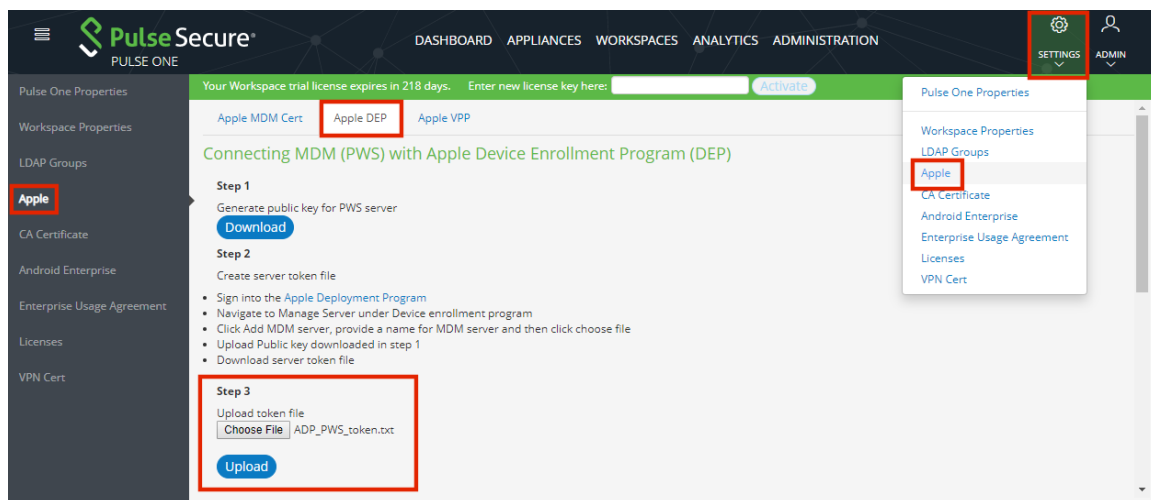 Pulse Secure®
PULSE ONE
DASHBOARD APPLIANCES WORKSPACES ANALYTICS ADMINISTRATION
SETTINGS
ADMIN
Pulse One Properties
Workspace Properties
LDAP Groups
Apple
CA Certificate
Android Enterprise
Enterprise Usage Agreement
Licenses
VPN Cert
Your Workspace trial license expires in 218 days. Enter new license key here: Activate
Apple MDM Cert Apple DEP Apple VPP
Connecting MDM (PWS) with Apple Device Enrollment Program (DEP)
Step 1
Generate public key for PWS server
Download
Step 2
Create server token file
• Sign into the Apple Deployment Program
• Navigate to Manage Server under Device enrollment program
• Click Add MDM server, provide a name for MDM server and then click choose file
• Upload Public key downloaded in step 1
• Download server token file
Step 3
Upload token file
Choose File ADP_PWS_token.txt
Upload
Pulse One Properties
Workspace Properties
LDAP Groups
Apple
CA Certificate
Android Enterprise
Enterprise Usage Agreement
Licenses
VPN Cert